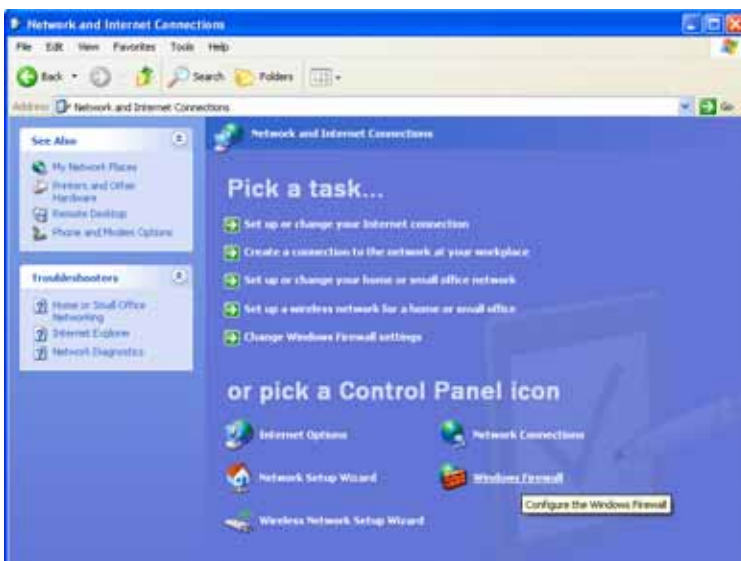 Network and Internet Connections
File Edit View Favorites Tools Help
Back Search Folders
Address Network and Internet Connections Go
See Also
My Network Places
Printers and Other
Hardware
Remote Desktop
Phone and Modem Options
Troubleshooters
Home or Small Office
Networking
Internet Explorer
Network Diagnostics
Network and Internet Connections
Pick a task...
Set up or change your Internet connection
Create a connection to the network at your workplace
Set up or change your home or small office network
Set up a wireless network for a home or small office
Change Windows Firewall settings
or pick a Control Panel icon
Internet Options
Network Connections
Network Setup Wizard
Windows Firewall
Configure the Windows Firewall
Wireless Network Setup Wizard